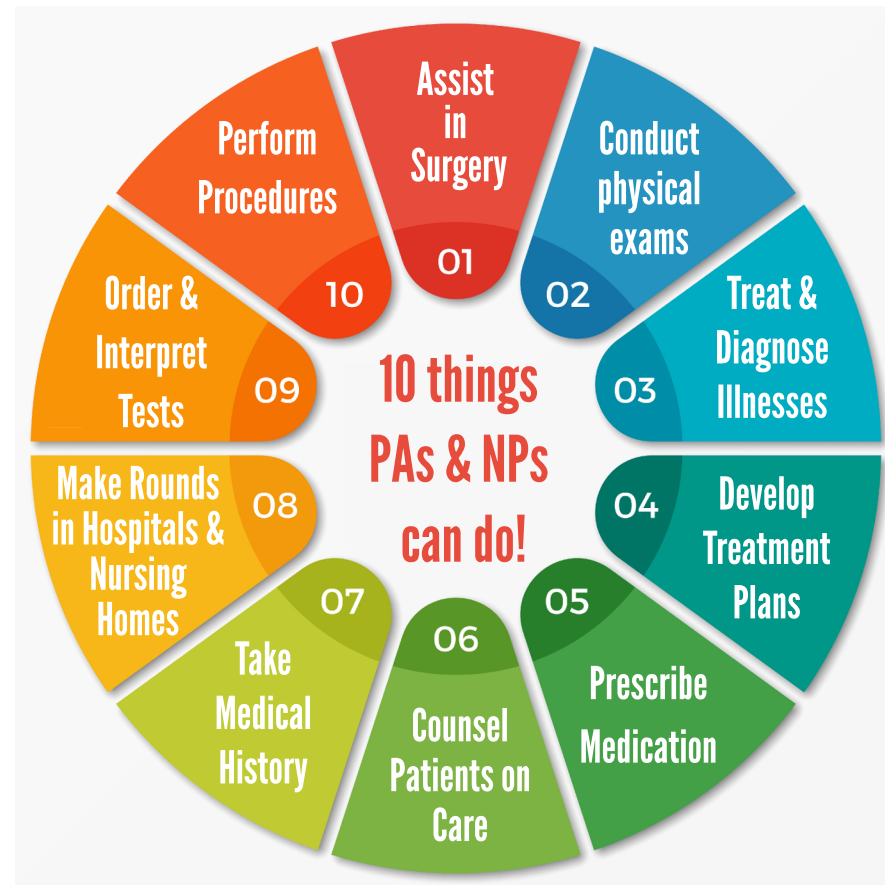 10 things
PAs & NPs
can do!
01
Assist
in
Surgery
02
Conduct
physical
exams
03
Treat &
Diagnose
Illnesses
04
Develop
Treatment
Plans
05
Prescribe
Medication
06
Counsel
Patients on
Care
07
Take
Medical
History
08
Make Rounds
in Hospitals &
Nursing
Homes
09
Order &
Interpret
Tests
10
Perform
Procedures